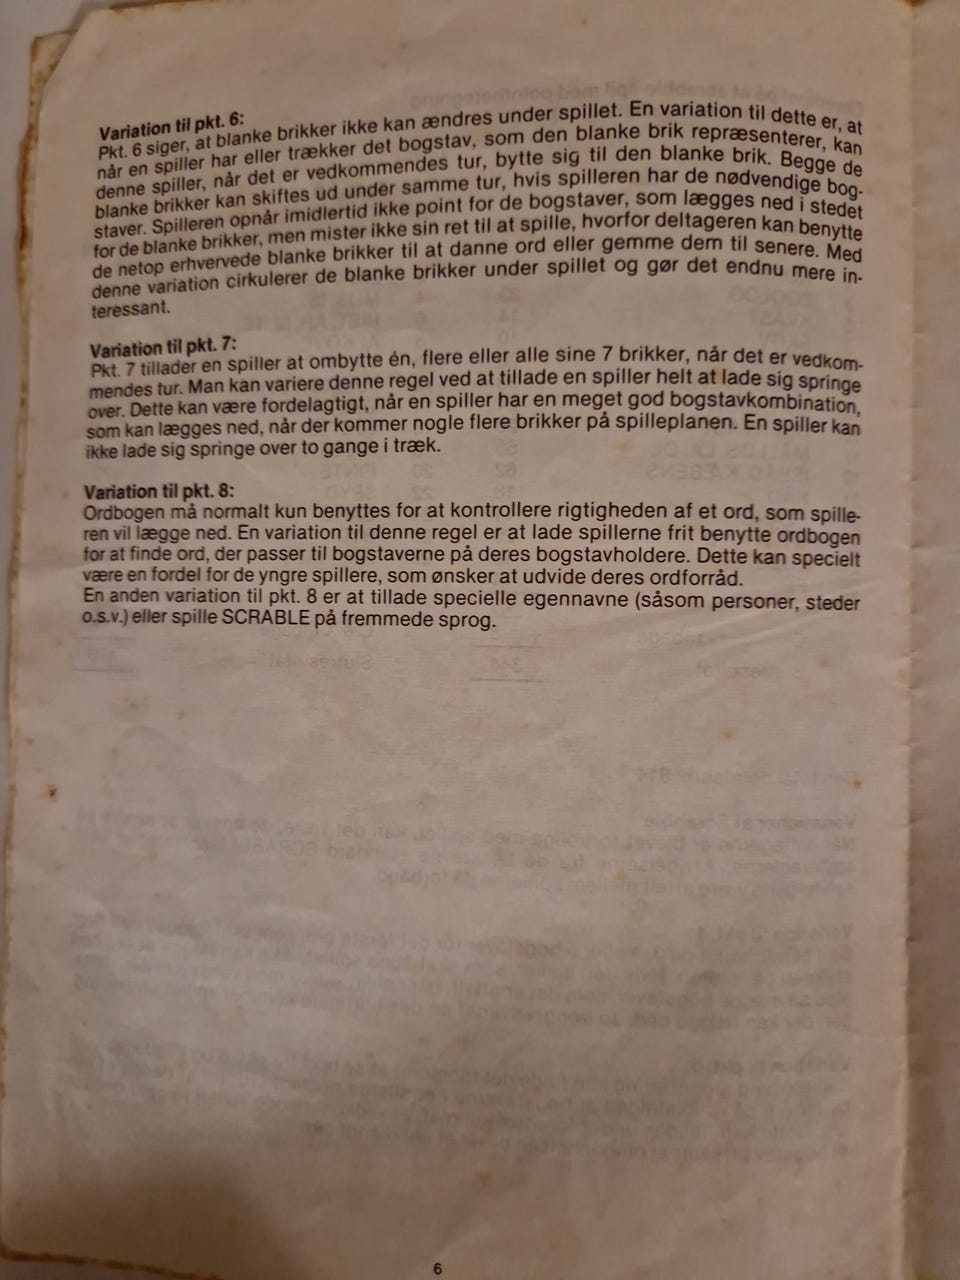 Variation til pkt. 6:
Pkt. 6 siger, at blanke brikker ikke kan ændres under spillet. En variation til dette er, at
når en spiller har eller trækker det bogstav, som den blanke brik repræsenterer, kan
denne spiller, når det er vedkommendes tur, bytte sig til den blanke brik. Begge de
blanke brikker kan skiftes ud under samme tur, hvis spilleren har de nødvendige bog-
staver. Spilleren opnår imidlertid ikke point for de bogstaver, som lægges ned i stedet
for de blanke brikker, men mister ikke sin ret til at spille, hvorfor deltageren kan benytte
de netop erhvervede blanke brikker til at danne ord eller gemme dem til senere. Med
denne variation cirkulerer de blanke brikker under spillet og gør det endnu mere in-
teressant.
Variation til pkt. 7:
Pkt. 7 tillader en spiller at ombytte én, flere eller alle sine 7 brikker, når det er vedkom-
mendes tur. Man kan variere denne regel ved at tillade en spiller helt at lade sig springe
over. Dette kan være fordelagtigt, når en spiller har en meget god bogstavkombination,
som kan lægges ned, når der kommer nogle flere brikker på spilleplanen. En spiller kan
ikke lade sig springe over to gange i træk.
Variation til pkt. 8:
Ordbogen må normalt kun benyttes for at kontrollere rigtigheden af et ord, som spille-
ren vil lægge ned. En variation til denne regel er at lade spillerne frit benytte ordbogen
for at finde ord, der passer til bogstaverne på deres bogstavholdere. Dette kan specielt
være en fordel for de yngre spillere, som ønsker at udvide deres ordforråd.
En anden variation til pkt. 8 er at tillade specielle egennavne (såsom personer, steder
o.s.v.) eller spille SCRABLE på fremmede sprog.
6